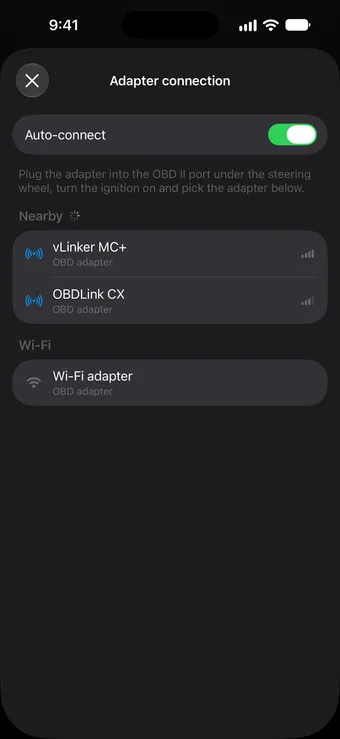 9:41
Adapter connection
Auto-connect
Plug the adapter into the OBD II port under the steering
wheel, turn the ignition on and pick the adapter below.
Nearby
vLinker MC+
OBD adapter
OBDLink CX
OBD adapter
Wi-Fi
Wi-Fi adapter
OBD adapter